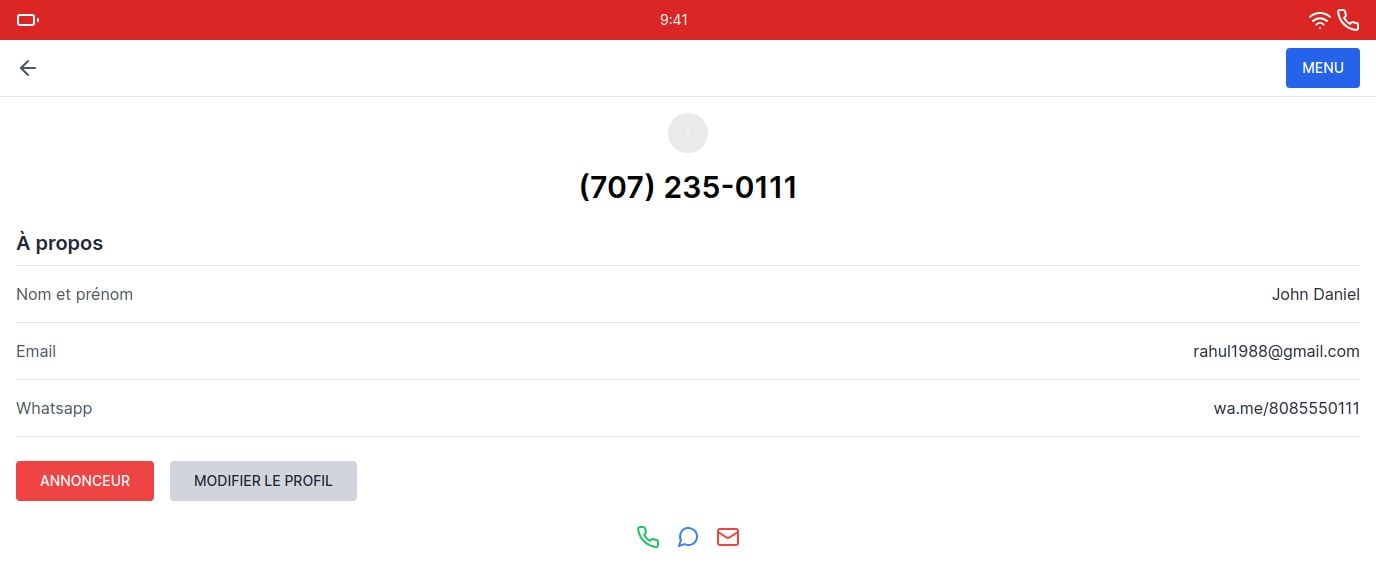 9:41
MENU
(707) 235-0111
À propos
Nom et prénom John Daniel
Email rahul1988@gmail.com
Whatsapp wa.me/8085550111
ANNONCEUR MODIFIER LE PROFIL